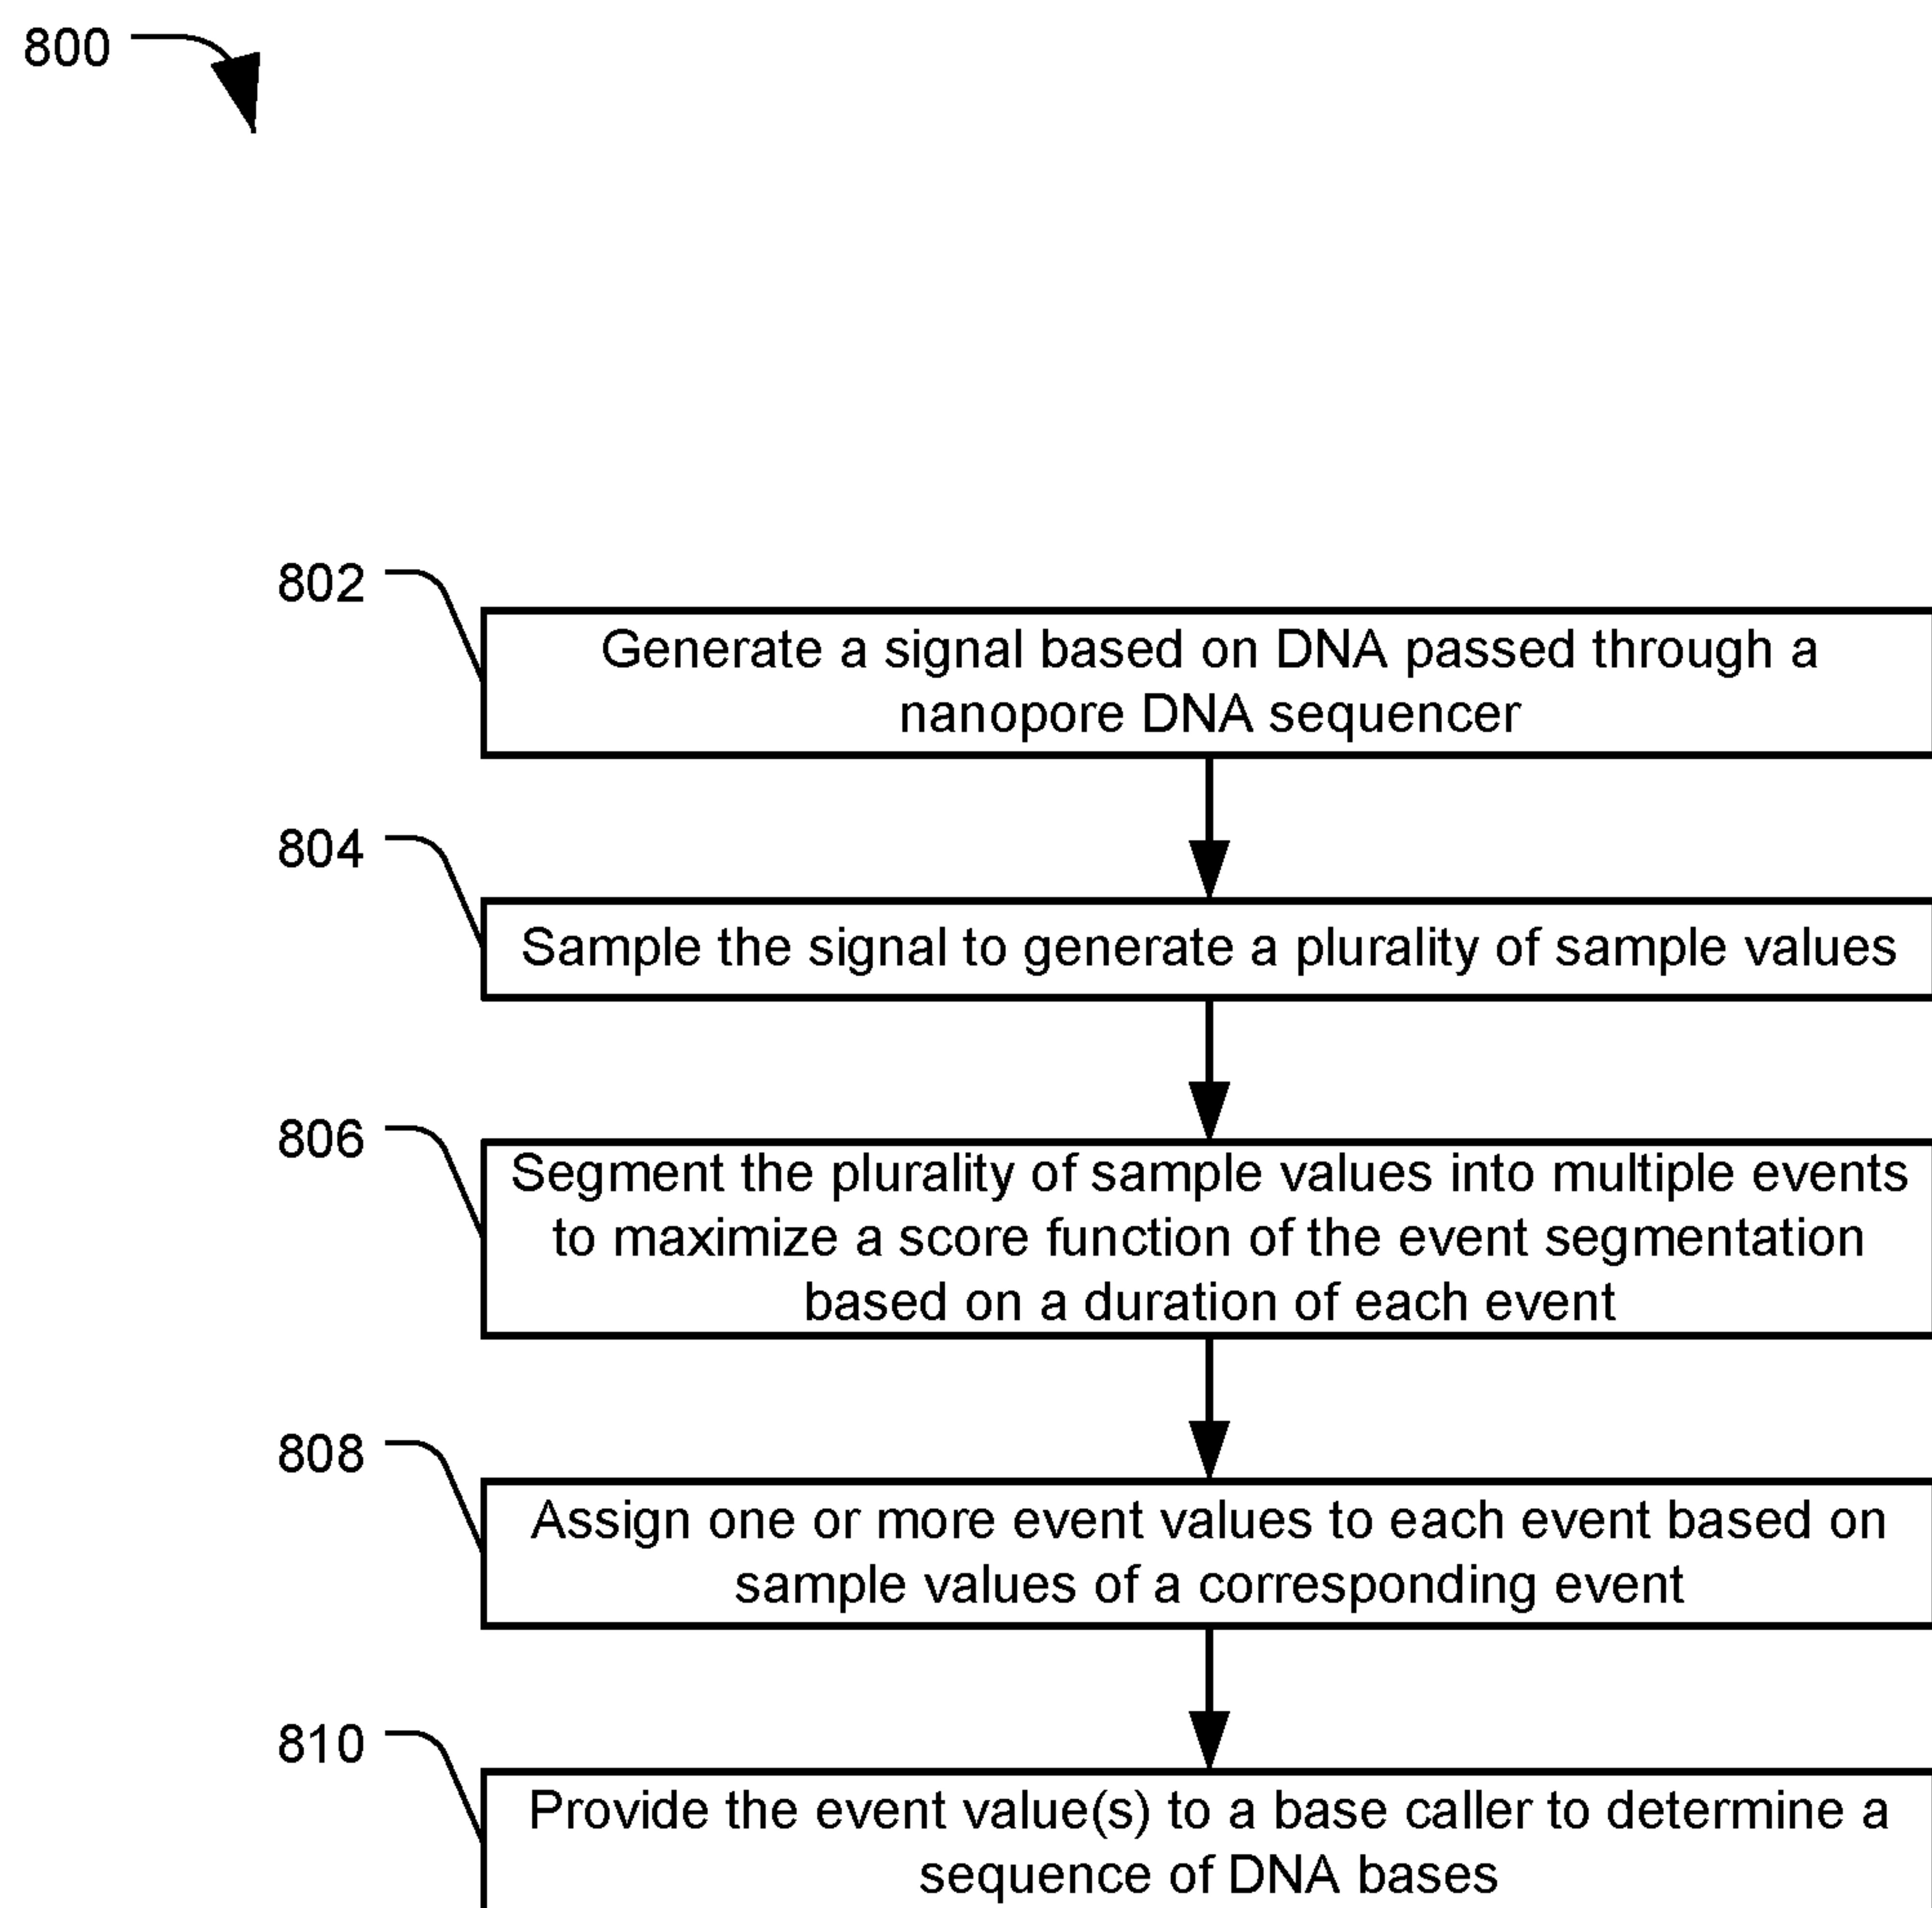 800
802
Generate a signal based on DNA passed through a
nanopore DNA sequencer
804
Sample the signal to generate a plurality of sample values
806
Segment the plurality of sample values into multiple events
to maximize a score function of the event segmentation
based on a duration of each event
808
Assign one or more event values to each event based on
sample values of a corresponding event
810
Provide the event value(s) to a base caller to determine a
sequence of DNA bases